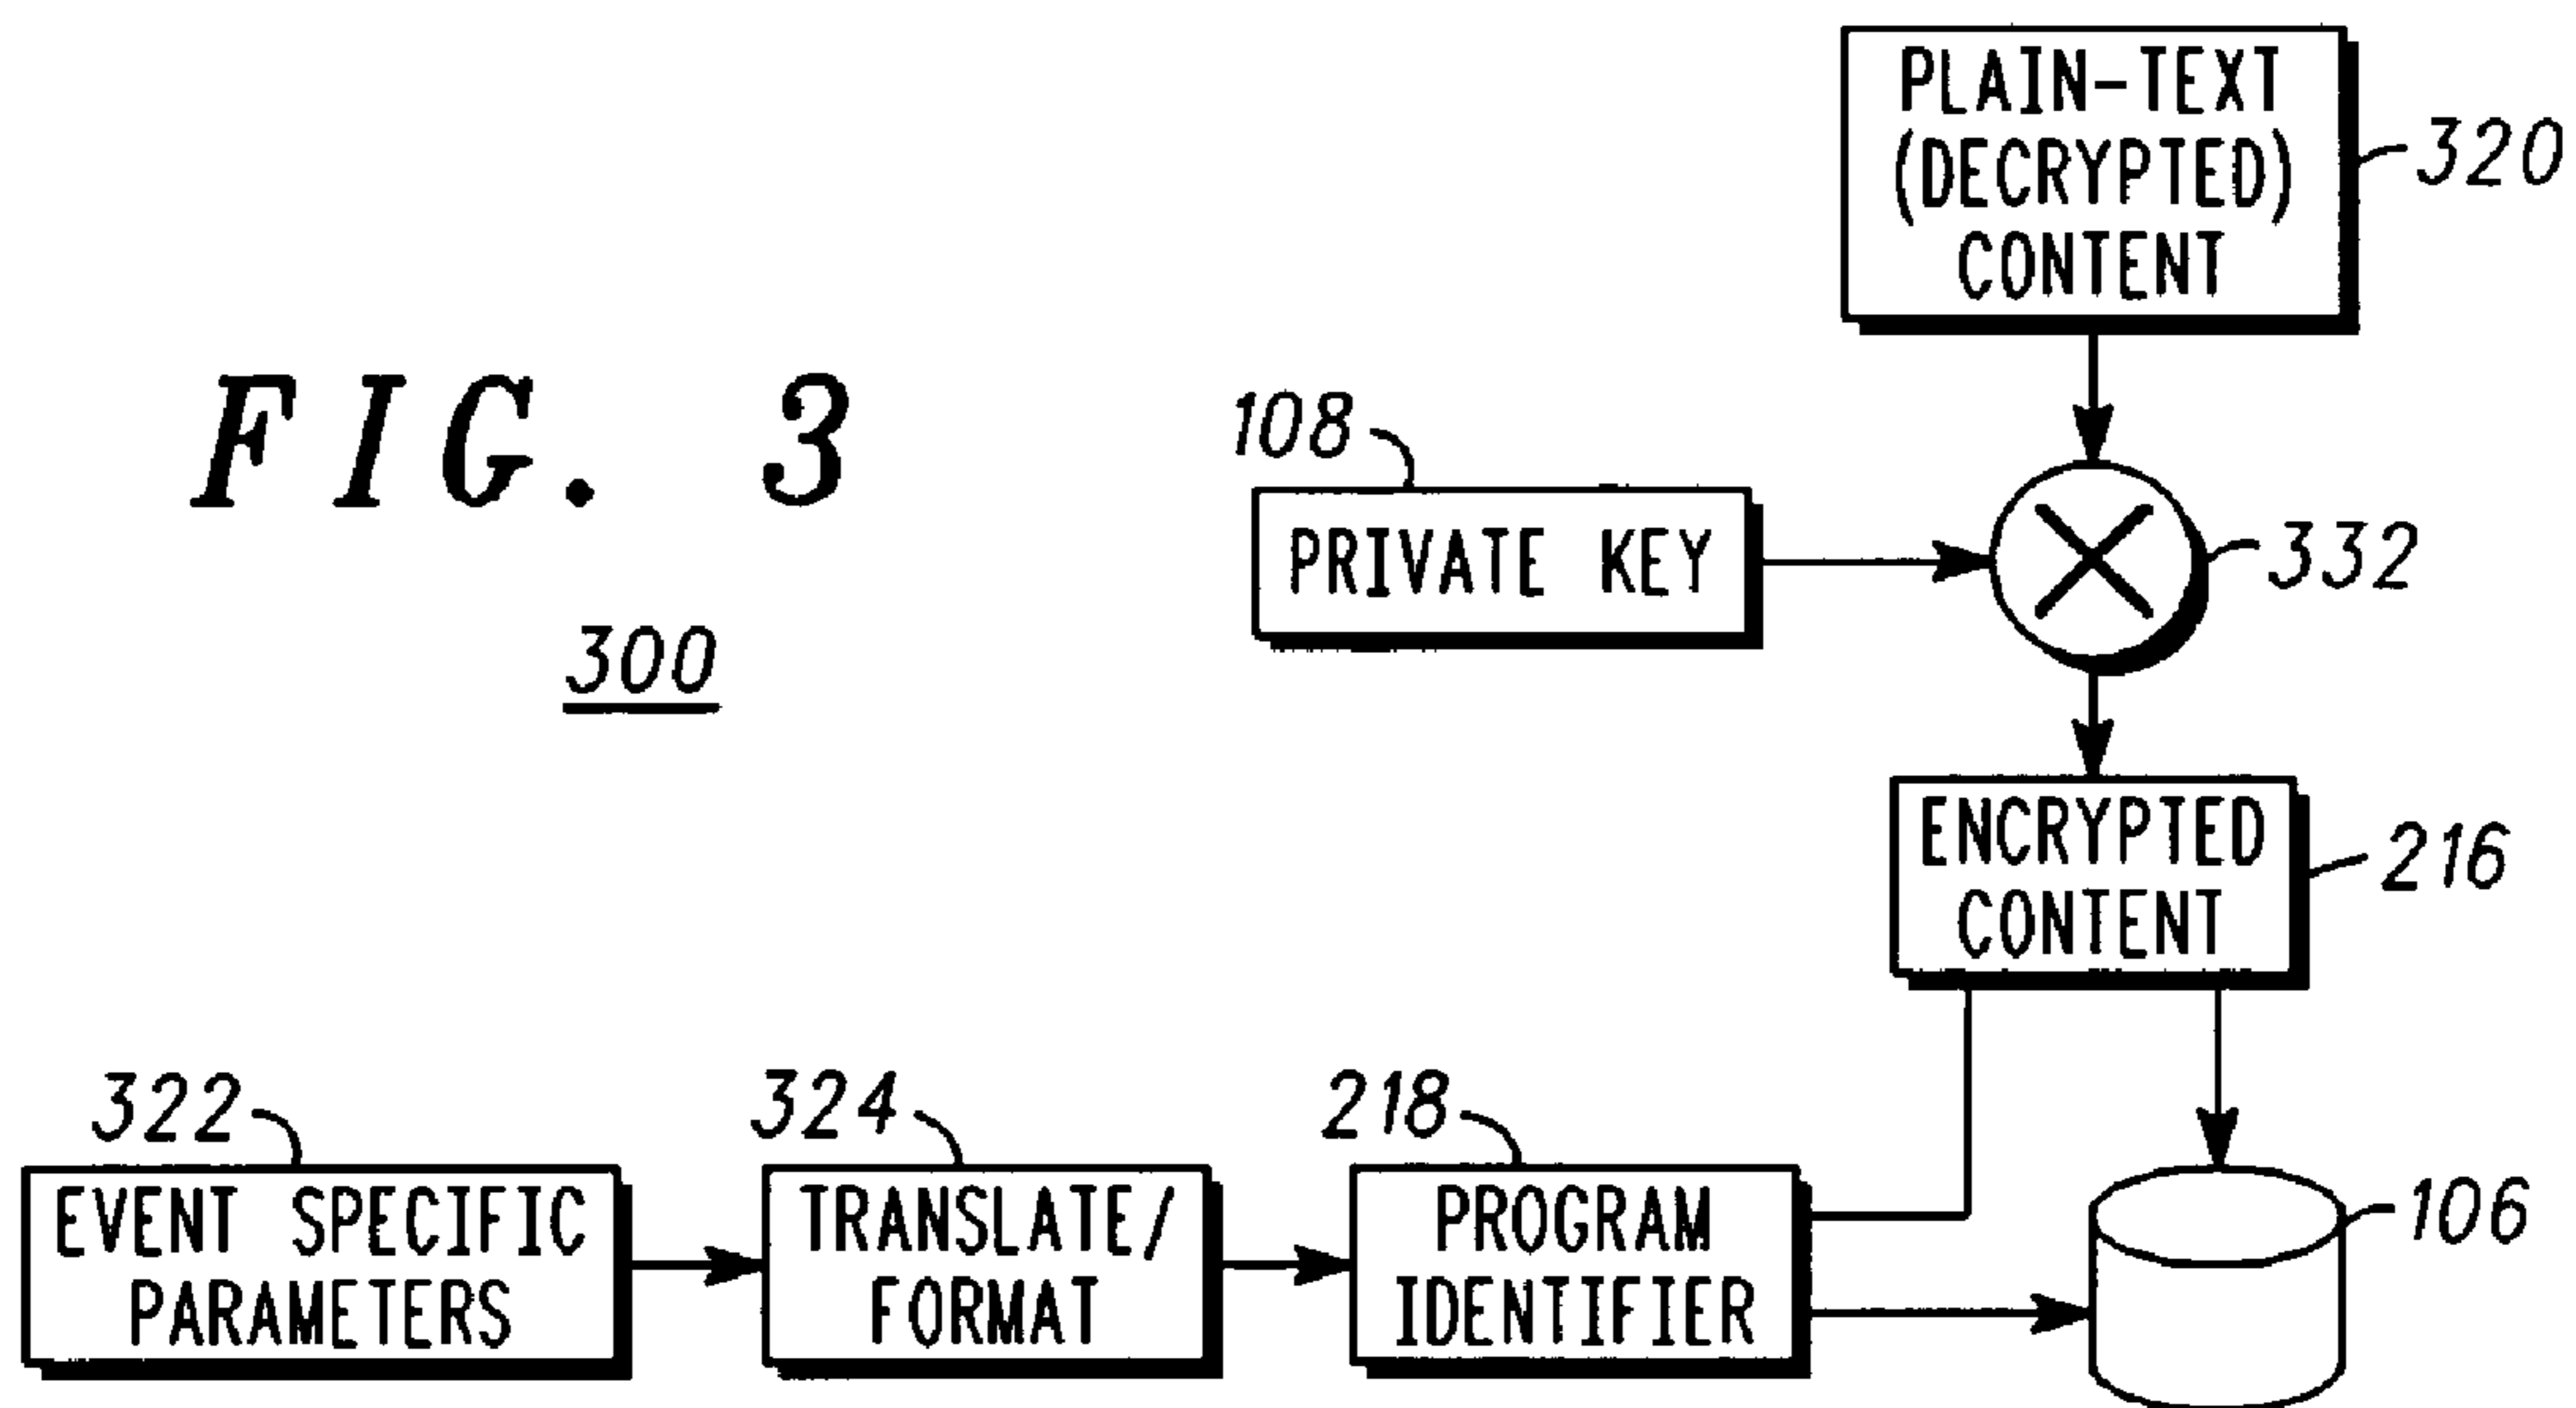 PLAIN-TEXT
(DECRYPTED)
CONTENT
320
FIG. 3
108
PRIVATE KEY
332
300
ENCRYPTED
CONTENT
216
322
EVENT SPECIFIC
PARAMETERS
324
TRANSLATE/
FORMAT
218
PROGRAM
IDENTIFIER
106